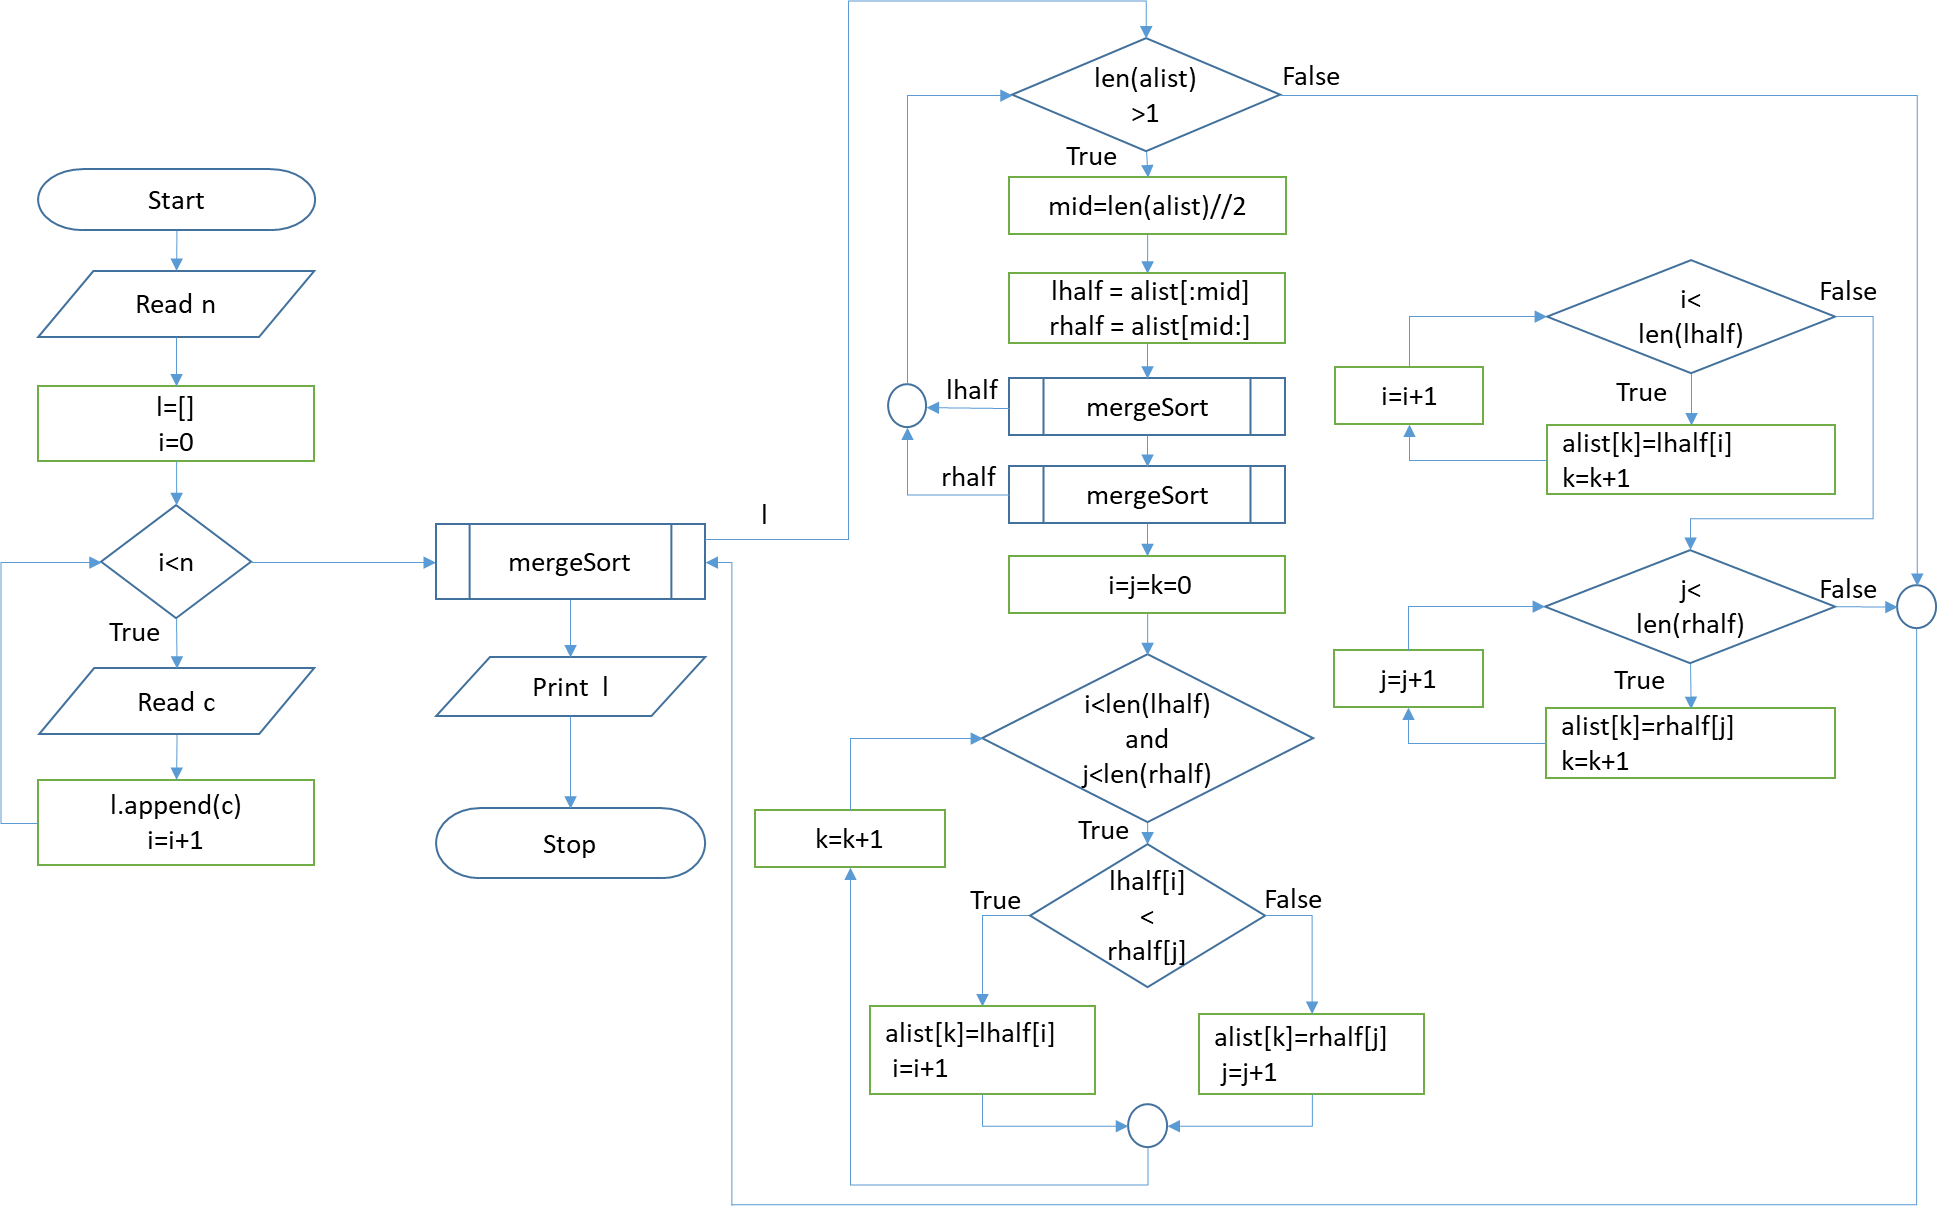 Start
Read n
l=[]
i=0
i<n
True
Read c
l.append(c)
i=i+1
mergeSort
l
Print l
Stop
len(alist)
>1
False
True
mid=len(alist)//2
lhalf = alist[:mid]
rhalf = alist[mid:]
lhalf
mergeSort
rhalf
mergeSort
i=j=k=0
i<len(lhalf)
and
j<len(rhalf)
k=k+1
True
lhalf[i]
<
rhalf[j]
True
False
alist[k]=lhalf[i]
i=i+1
alist[k]=rhalf[j]
j=j+1
i<
len(lhalf)
False
True
i=i+1
alist[k]=lhalf[i]
k=k+1
j<
len(rhalf)
False
True
j=j+1
alist[k]=rhalf[j]
k=k+1